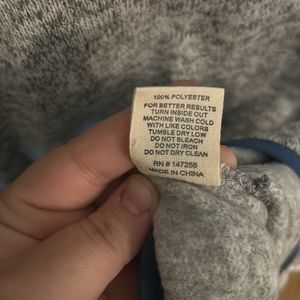 100% POLYESTER
FOR BETTER RESULTS
TURN INSIDE OUT
MACHINE WASH COLD
WITH LIKE COLORS
TUMBLE DRY LOW
DO NOT BLEACH
DO NOT IRON
DO NOT DRY CLEAN
RN # 147258
MADE IN CHINA